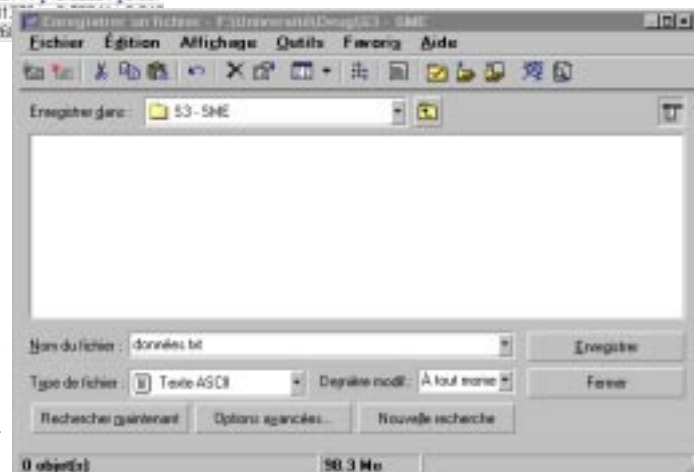 Enregistrer un fichier - F:\Université\Deug\S3 - SME
Fichier Édition Affichage Outils Favoris Aide
Enregistrer dans : S3 - SME
Nom du fichier : données.txt Enregistrer
Type de fichier : Texte ASCII Dernière modif. : À tout mome Fermer
Rechercher maintenant Options avancées... Nouvelle recherche
0 objet(s) 98.3 Mo